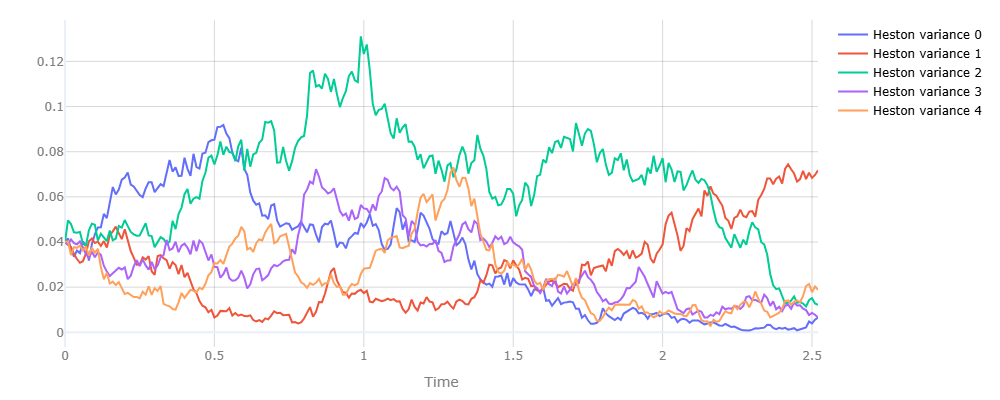 Heston variance 0
Heston variance 1
Heston variance 2
Heston variance 3
Heston variance 4
0.12
0.1
0.08
0.06
0.04
0.02
0
0 0.5 1 1.5 2 2.5
Time